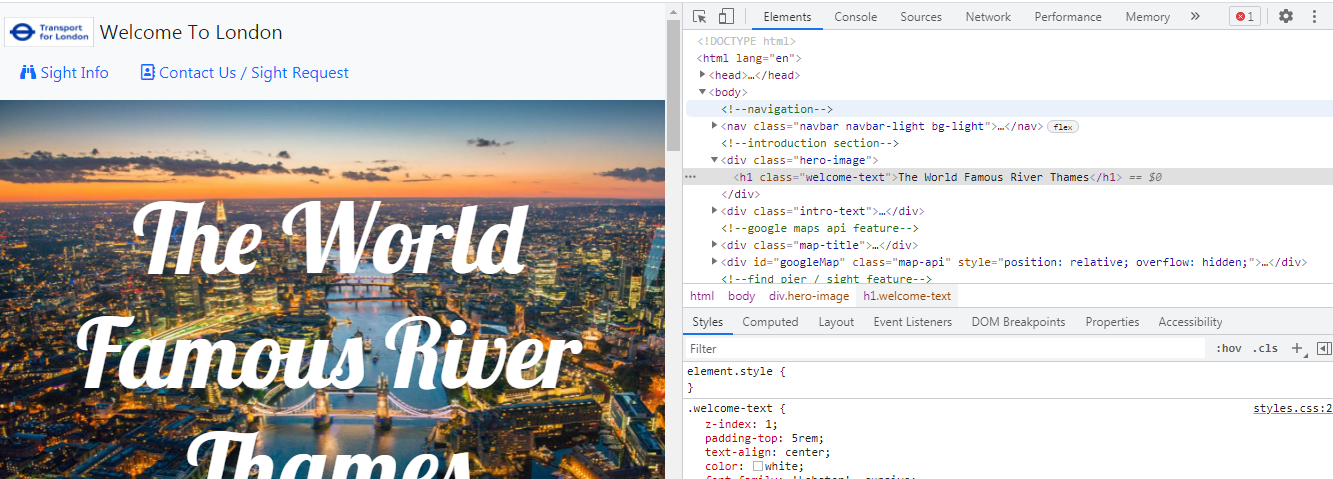 Transport
for London
Welcome To London
Sight Info
Contact Us / Sight Request
The World
Famous River
Thames
Elements Console Sources Network Performance Memory » 1
<!DOCTYPE html>
<html lang="en">
<head>…</head>
<body>
<!--navigation-->
<nav class="navbar navbar-light bg-light">…</nav> flex
<!--introduction section-->
<div class="hero-image">
<h1 class="welcome-text">The World Famous River Thames</h1> == $0
</div>
<div class="intro-text">…</div>
<!--google maps api feature-->
<div class="map-title">…</div>
<div id="googleMap" class="map-api" style="position: relative; overflow: hidden;">…</div>
<!--find pier / sight feature-->
html body div.hero-image h1.welcome-text
Styles Computed Layout Event Listeners DOM Breakpoints Properties Accessibility
Filter :hov .cls +
element.style {
}
.welcome-text { styles.css:2
z-index: 1;
padding-top: 5rem;
text-align: center;
color: white;
font-family: 'Lobster', cursive;